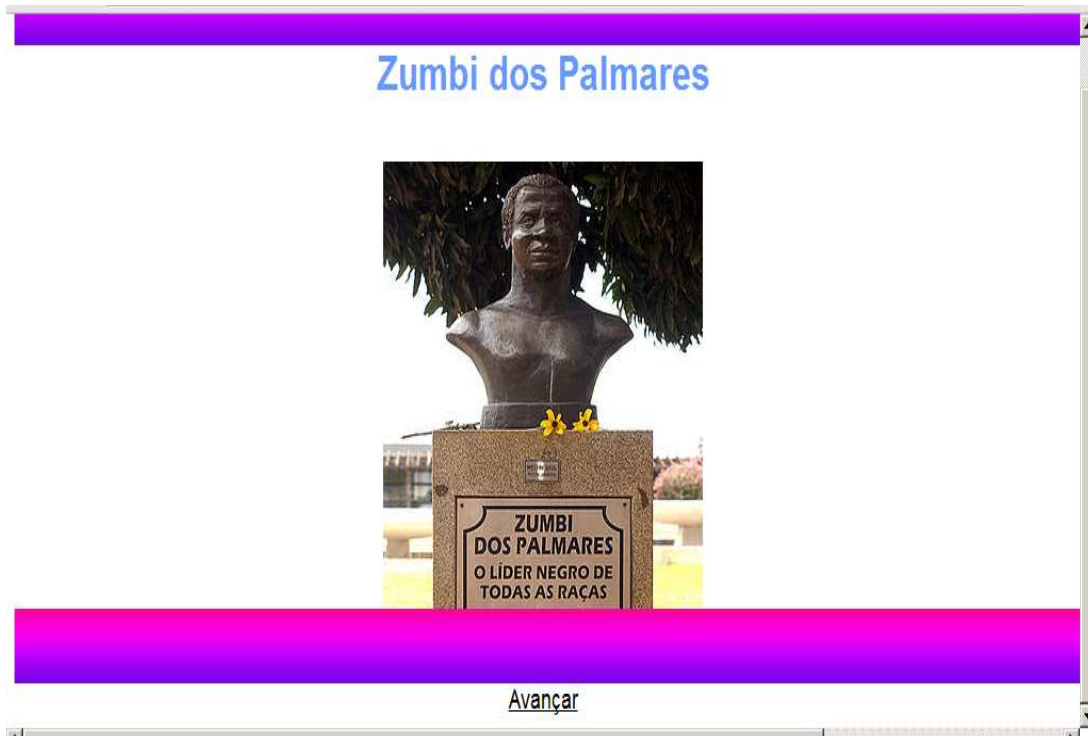 Zumbi dos Palmares
ZUMBI
DOS PALMARES
O LÍDER NEGRO DE
TODAS AS RAÇAS
Avançar